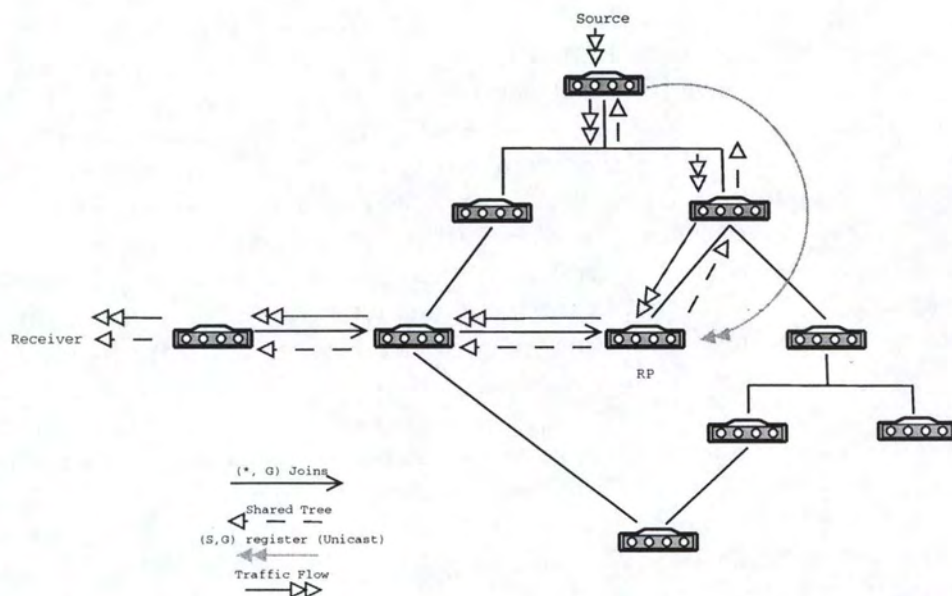 Source
Receiver
RP
(*, G) Joins
Shared Tree
(S,G) register (Unicast)
Traffic Flow